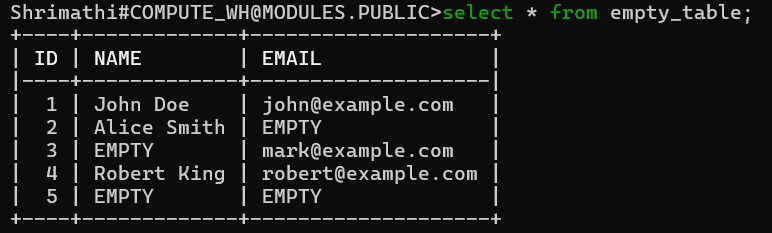 Shrimathi#COMPUTE_WH@MODULES.PUBLIC>select * from empty_table;
+----+-------------+--------------------+
| ID | NAME        | EMAIL              |
|----+-------------+--------------------|
|  1 | John Doe    | john@example.com   |
|  2 | Alice Smith | EMPTY              |
|  3 | EMPTY       | mark@example.com   |
|  4 | Robert King | robert@example.com |
|  5 | EMPTY       | EMPTY              |
+----+-------------+--------------------+